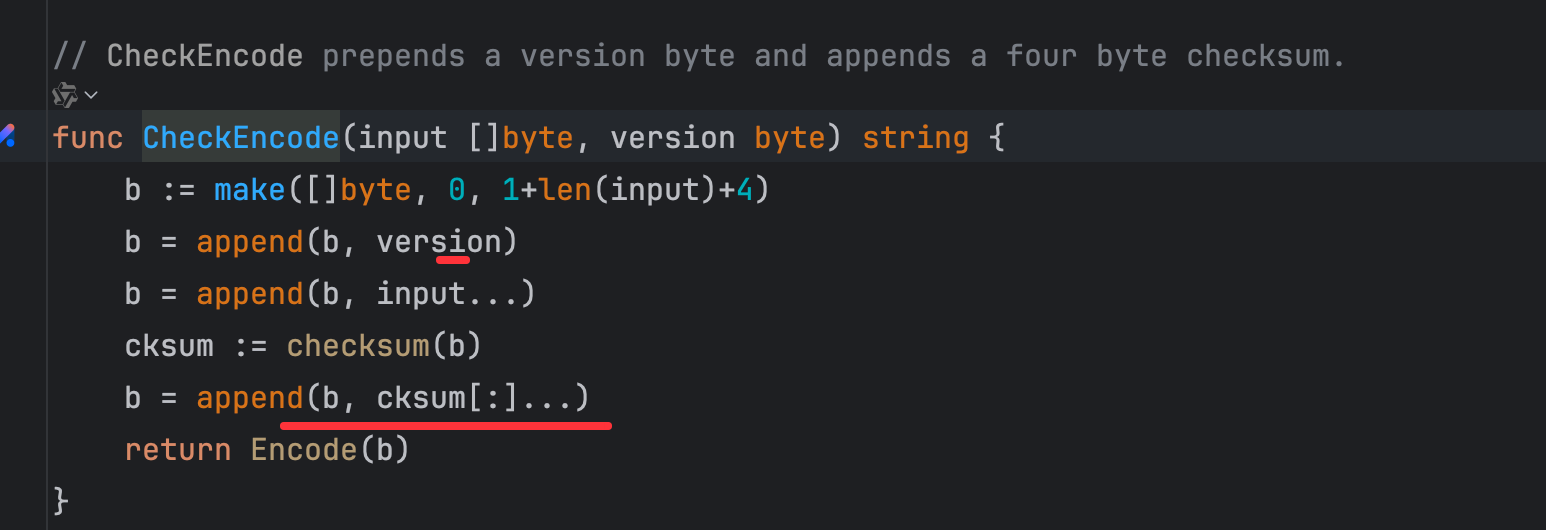 // CheckEncode prepends a version byte and appends a four byte checksum.
func CheckEncode(input []byte, version byte) string {
    b := make([]byte, 0, 1+len(input)+4)
    b = append(b, version)
    b = append(b, input...)
    cksum := checksum(b)
    b = append(b, cksum[:]...)
    return Encode(b)
}